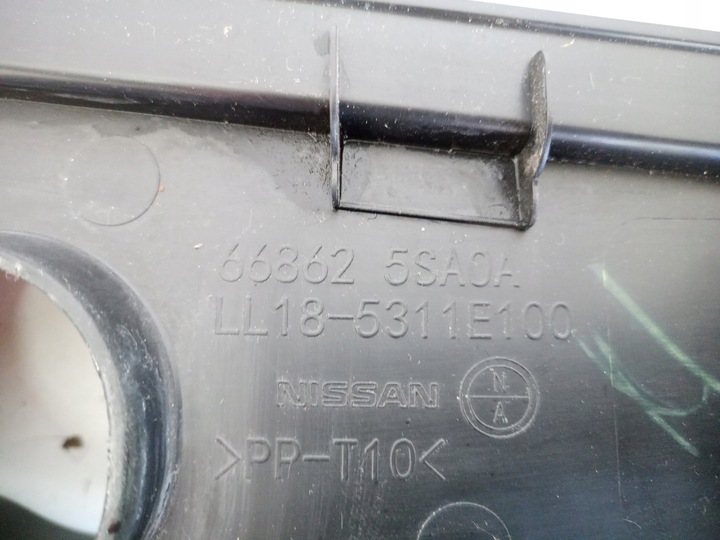 66862 5SA0A
LL18-5311E100
NISSAN N A
>PP-T10<